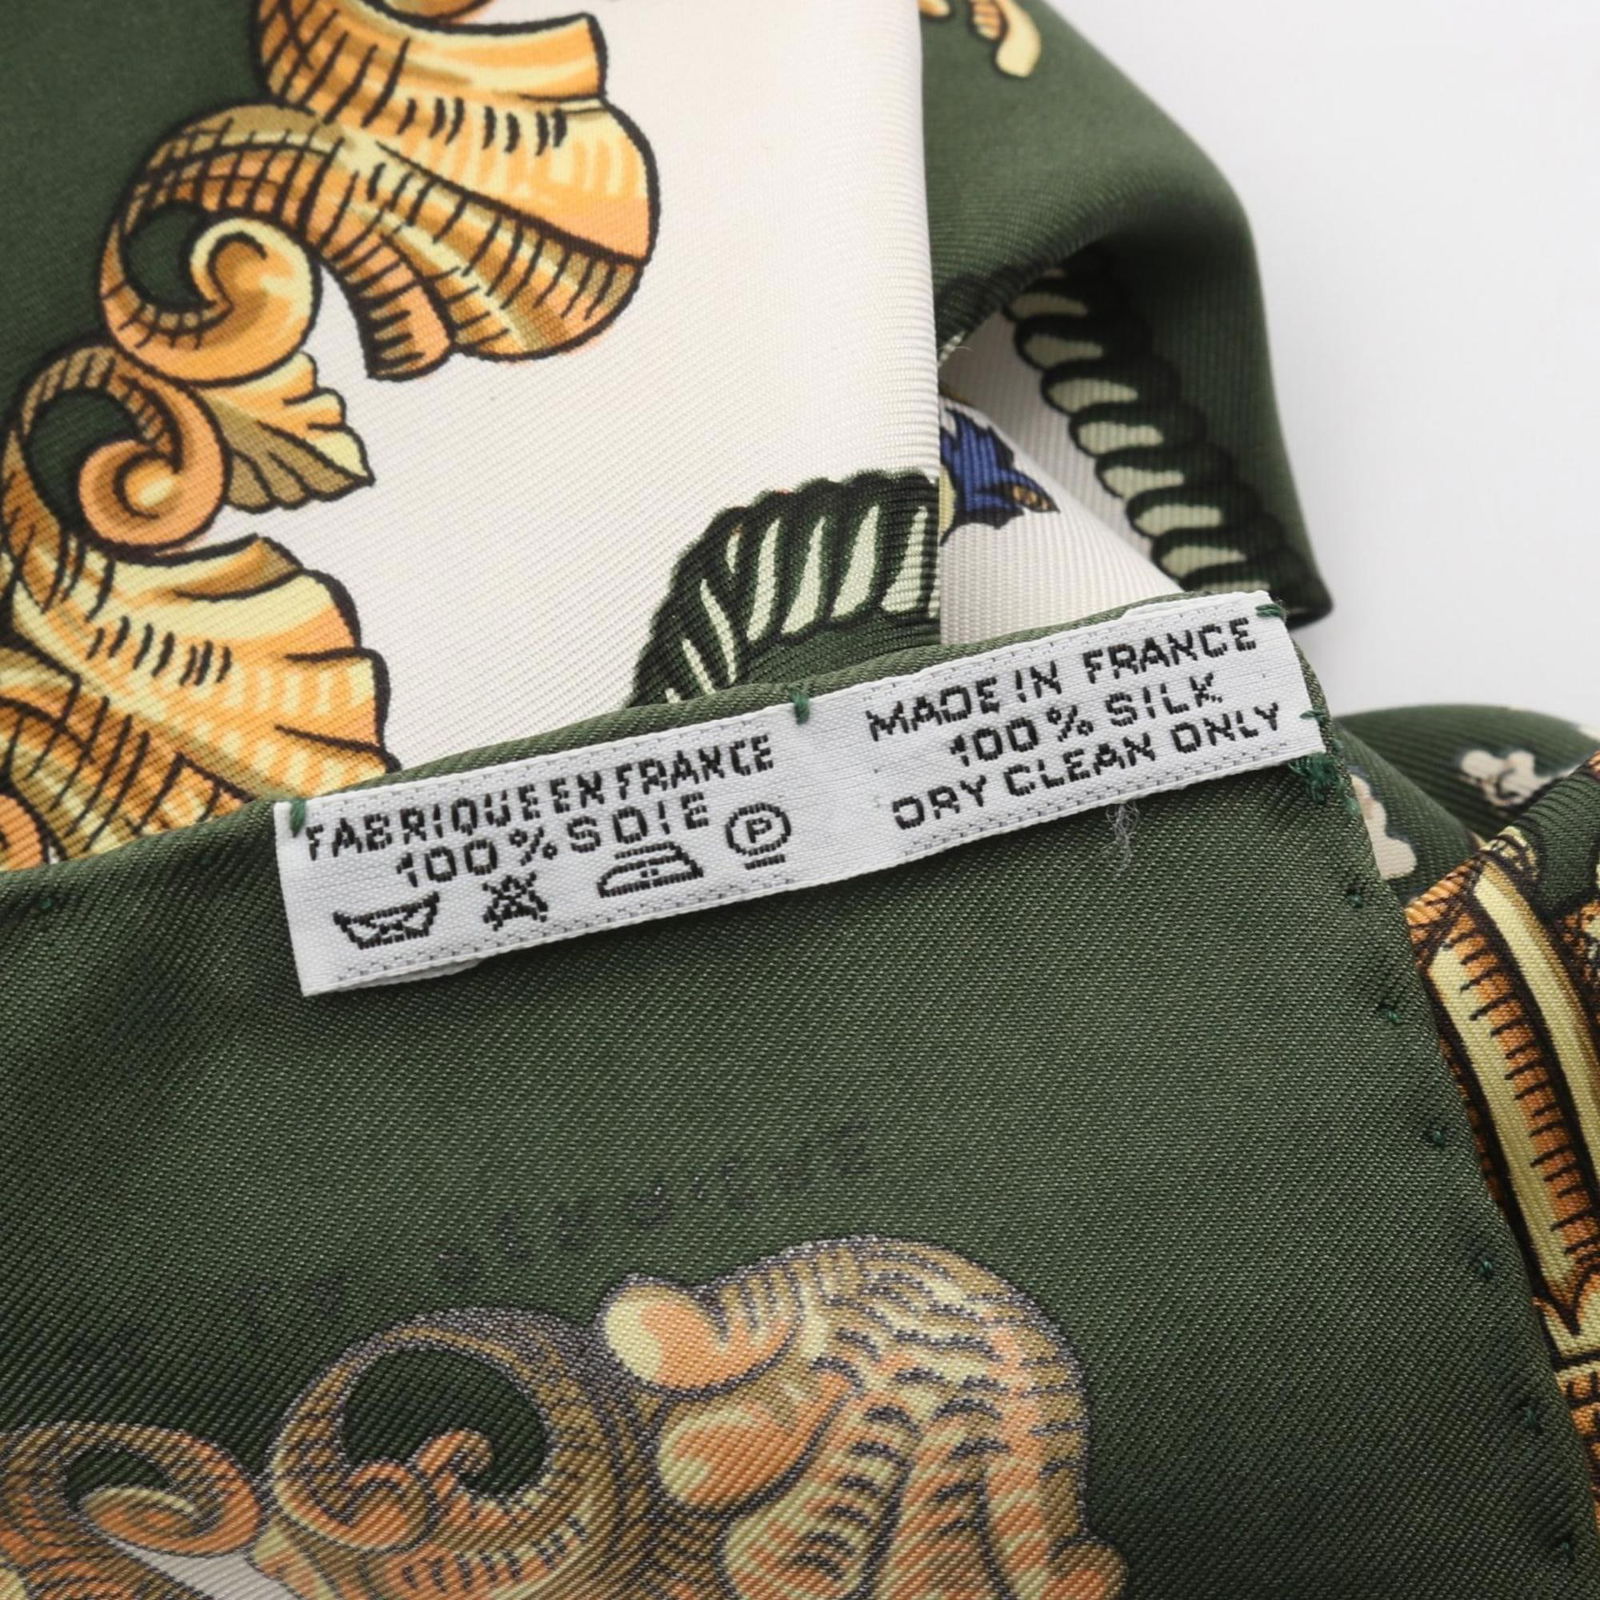 FABRIQUE EN FRANCE
100% SOIE
MADE IN FRANCE
100% SILK
DRY CLEAN ONLY